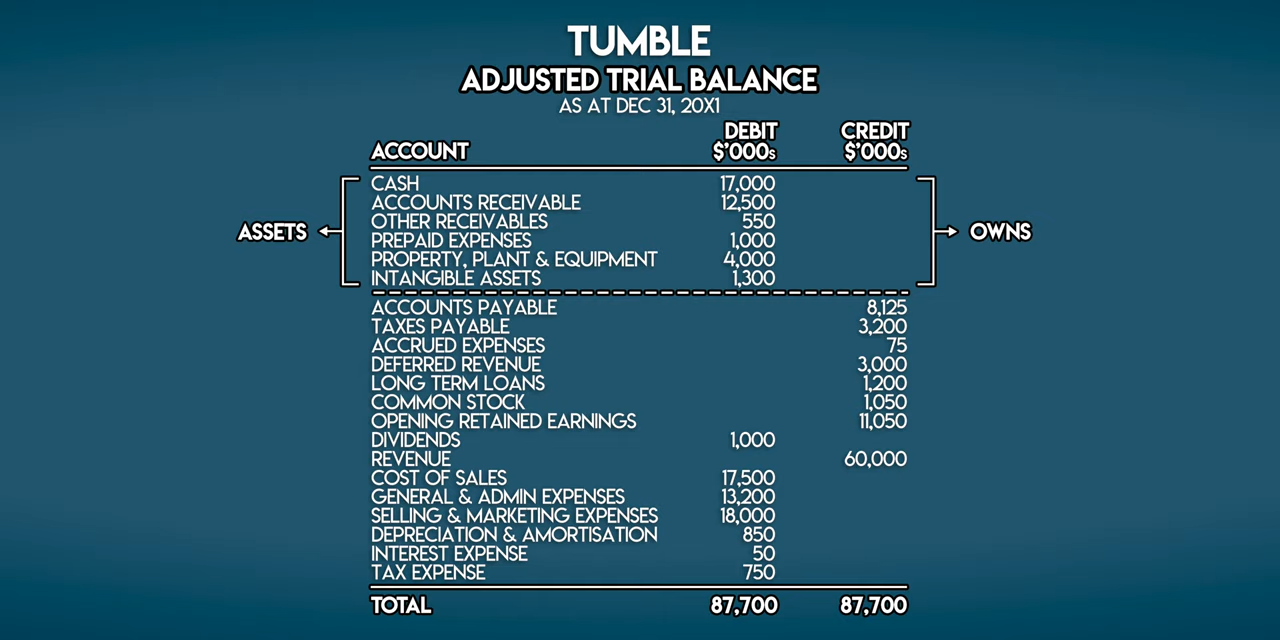 TUMBLE
ADJUSTED TRIAL BALANCE
AS AT DEC 31, 20X1
ACCOUNT DEBIT $'000s CREDIT $'000s
CASH 17,000
ACCOUNTS RECEIVABLE 12,500
OTHER RECEIVABLES 550
ASSETS OWNS
PREPAID EXPENSES 1,000
PROPERTY, PLANT & EQUIPMENT 4,000
INTANGIBLE ASSETS 1,300
ACCOUNTS PAYABLE 8,125
TAXES PAYABLE 3,200
ACCRUED EXPENSES 75
DEFERRED REVENUE 3,000
LONG TERM LOANS 1,200
COMMON STOCK 1,050
OPENING RETAINED EARNINGS 11,050
DIVIDENDS 1,000
REVENUE 60,000
COST OF SALES 17,500
GENERAL & ADMIN EXPENSES 13,200
SELLING & MARKETING EXPENSES 18,000
DEPRECIATION & AMORTISATION 850
INTEREST EXPENSE 50
TAX EXPENSE 750
TOTAL 87,700 87,700